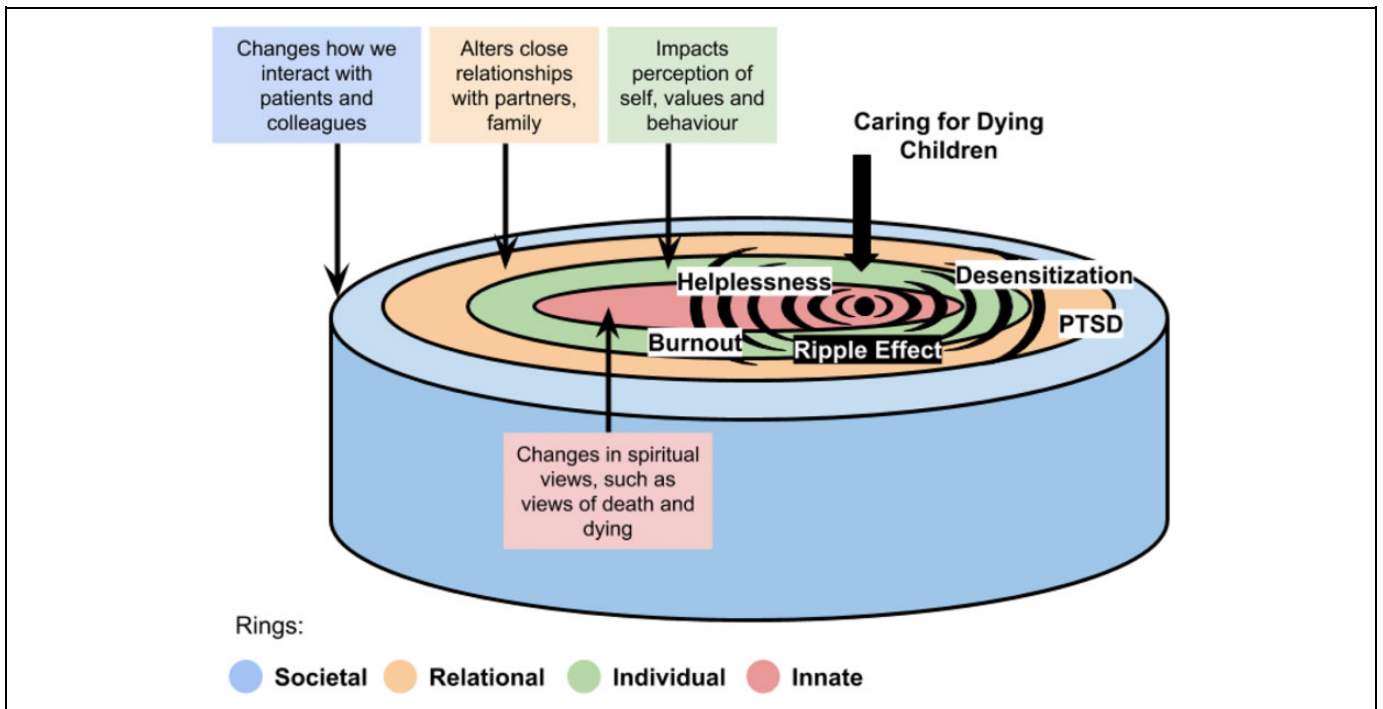 Changes how we
interact with
patients and
colleagues
Alters close
relationships
with partners,
family
Impacts
perception of
self, values and
behaviour
Caring for Dying
Children
Helplessness
Desensitization
PTSD
Burnout
Ripple Effect
Changes in spiritual
views, such as
views of death and
dying
Rings:
Societal
Relational
Individual
Innate